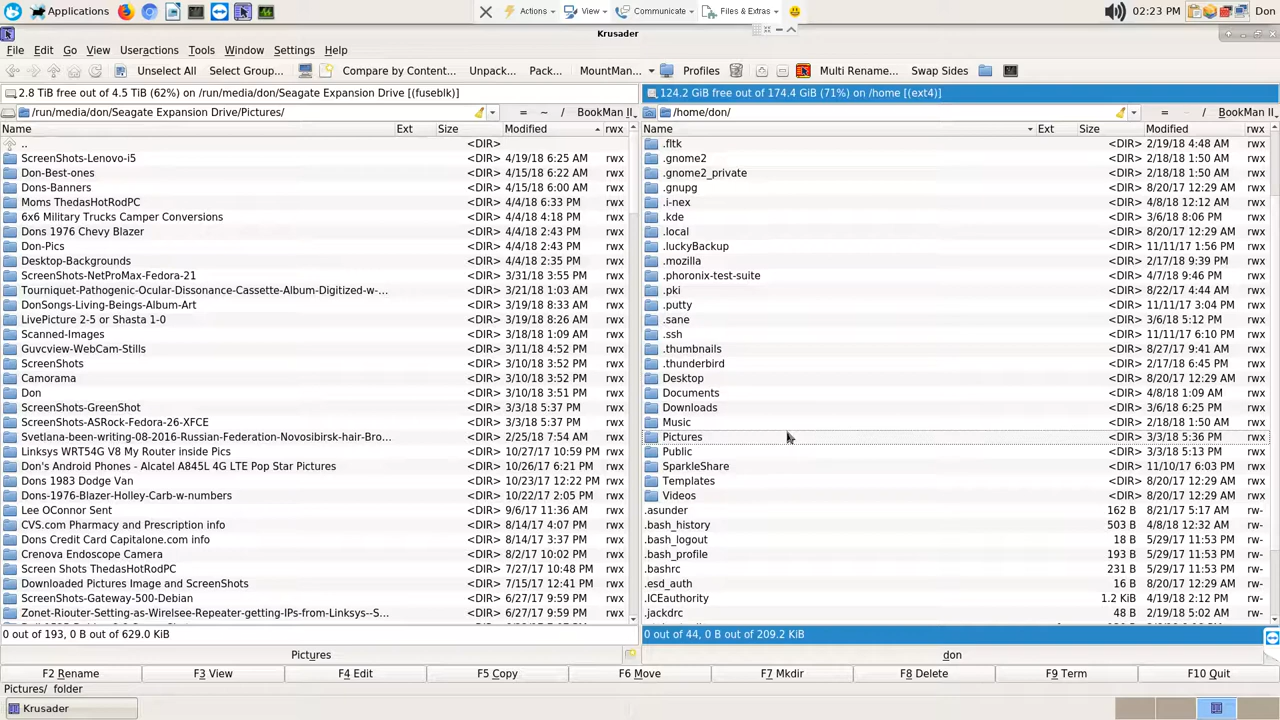 Applications
Actions
View
Communicate
Files & Extras
02:23 PM
Don
Krusader
File Edit Go View Useractions Tools Window Settings Help
Unselect All Select Group... Compare by Content... Unpack... Pack... MountMan... Profiles Multi Rename... Swap Sides
2.8 TiB free out of 4.5 TiB (62%) on /run/media/don/Seagate Expansion Drive [(fuseblk)]
/run/media/don/Seagate Expansion Drive/Pictures/ = ~ / BookMan II
Name Ext Size Modified rwx
.. <DIR>
ScreenShots-Lenovo-i5 <DIR> 4/19/18 6:25 AM rwx
Don-Best-ones <DIR> 4/15/18 6:22 AM rwx
Dons-Banners <DIR> 4/15/18 6:00 AM rwx
Moms ThedasHotRodPC <DIR> 4/4/18 6:33 PM rwx
6x6 Military Trucks Camper Conversions <DIR> 4/4/18 4:18 PM rwx
Dons 1976 Chevy Blazer <DIR> 4/4/18 2:43 PM rwx
Don-Pics <DIR> 4/4/18 2:43 PM rwx
Desktop-Backgrounds <DIR> 4/4/18 2:35 PM rwx
ScreenShots-NetProMax-Fedora-21 <DIR> 3/31/18 3:55 PM rwx
Tourniquet-Pathogenic-Ocular-Dissonance-Cassette-Album-Digitized-w-... <DIR> 3/21/18 1:03 AM rwx
DonSongs-Living-Beings-Album-Art <DIR> 3/19/18 8:33 AM rwx
LivePicture 2-5 or Shasta 1-0 <DIR> 3/19/18 8:26 AM rwx
Scanned-Images <DIR> 3/18/18 1:09 AM rwx
Guvcview-WebCam-Stills <DIR> 3/11/18 4:52 PM rwx
ScreenShots <DIR> 3/10/18 3:52 PM rwx
Camorama <DIR> 3/10/18 3:52 PM rwx
Don <DIR> 3/10/18 3:51 PM rwx
ScreenShots-GreenShot <DIR> 3/3/18 5:37 PM rwx
ScreenShots-ASRock-Fedora-26-XFCE <DIR> 3/3/18 5:37 PM rwx
Svetlana-been-writing-08-2016-Russian-Federation-Novosibirsk-hair-Bro... <DIR> 2/25/18 7:54 AM rwx
Linksys WRT54G V8 My Router inside Pics <DIR> 10/27/17 10:59 PM rwx
Don's Android Phones - Alcatel A845L 4G LTE Pop Star Pictures <DIR> 10/26/17 6:21 PM rwx
Dons 1983 Dodge Van <DIR> 10/23/17 12:22 PM rwx
Dons-1976-Blazer-Holley-Carb-w-numbers <DIR> 10/22/17 2:05 PM rwx
Lee OConnor Sent <DIR> 9/6/17 11:36 AM rwx
CVS.com Pharmacy and Prescription info <DIR> 8/14/17 4:07 PM rwx
Dons Credit Card Capitalone.com info <DIR> 8/14/17 3:37 PM rwx
Crenova Endoscope Camera <DIR> 8/2/17 10:02 PM rwx
Screen Shots ThedasHotRodPC <DIR> 7/27/17 10:48 PM rwx
Downloaded Pictures Image and ScreenShots <DIR> 7/15/17 12:41 PM rwx
ScreenShots-Gateway-500-Debian <DIR> 6/27/17 9:59 PM rwx
Zonet-Riouter-Setting-as-Wirelsee-Repeater-getting-IPs-from-Linksys--S... <DIR> 6/27/17 9:59 PM rwx
0 out of 193, 0 B out of 629.0 KiB
Pictures
124.2 GiB free out of 174.4 GiB (71%) on /home [(ext4)]
/home/don/ = ~ / BookMan II
Name Ext Size Modified rwx
.fltk <DIR> 2/19/18 4:48 AM rwx
.gnome2 <DIR> 2/18/18 1:50 AM rwx
.gnome2_private <DIR> 2/18/18 1:50 AM rwx
.gnupg <DIR> 8/20/17 12:29 AM rwx
.i-nex <DIR> 4/8/18 12:12 AM rwx
.kde <DIR> 3/6/18 8:06 PM rwx
.local <DIR> 8/20/17 12:29 AM rwx
.luckyBackup <DIR> 11/11/17 1:56 PM rwx
.mozilla <DIR> 2/18/17 9:39 PM rwx
.phoronix-test-suite <DIR> 4/7/18 9:46 PM rwx
.pki <DIR> 8/22/17 4:44 AM rwx
.putty <DIR> 11/11/17 3:04 PM rwx
.sane <DIR> 3/6/18 5:12 PM rwx
.ssh <DIR> 11/11/17 6:10 PM rwx
.thumbnails <DIR> 8/27/17 9:41 AM rwx
.thunderbird <DIR> 2/18/17 6:45 PM rwx
Desktop <DIR> 8/20/17 12:29 AM rwx
Documents <DIR> 4/8/18 1:09 AM rwx
Downloads <DIR> 3/6/18 6:25 PM rwx
Music <DIR> 2/18/18 1:50 AM rwx
Pictures <DIR> 3/3/18 5:36 PM rwx
Public <DIR> 3/3/18 5:13 PM rwx
SparkleShare <DIR> 11/10/17 6:03 PM rwx
Templates <DIR> 8/20/17 12:29 AM rwx
Videos <DIR> 8/20/17 12:29 AM rwx
.asunder 162 B 8/21/17 5:17 AM rw-
.bash_history 503 B 4/8/18 12:32 AM rw-
.bash_logout 18 B 5/29/17 11:53 PM rw-
.bash_profile 193 B 5/29/17 11:53 PM rw-
.bashrc 231 B 5/29/17 11:53 PM rw-
.esd_auth 16 B 8/20/17 12:29 AM rw-
.ICEauthority 1.2 KiB 4/19/18 2:12 PM rw-
.jackdrc 48 B 2/19/18 5:02 AM rw-
0 out of 44, 0 B out of 209.2 KiB
don
F2 Rename F3 View F4 Edit F5 Copy F6 Move F7 Mkdir F8 Delete F9 Term F10 Quit
Pictures/ folder
Krusader